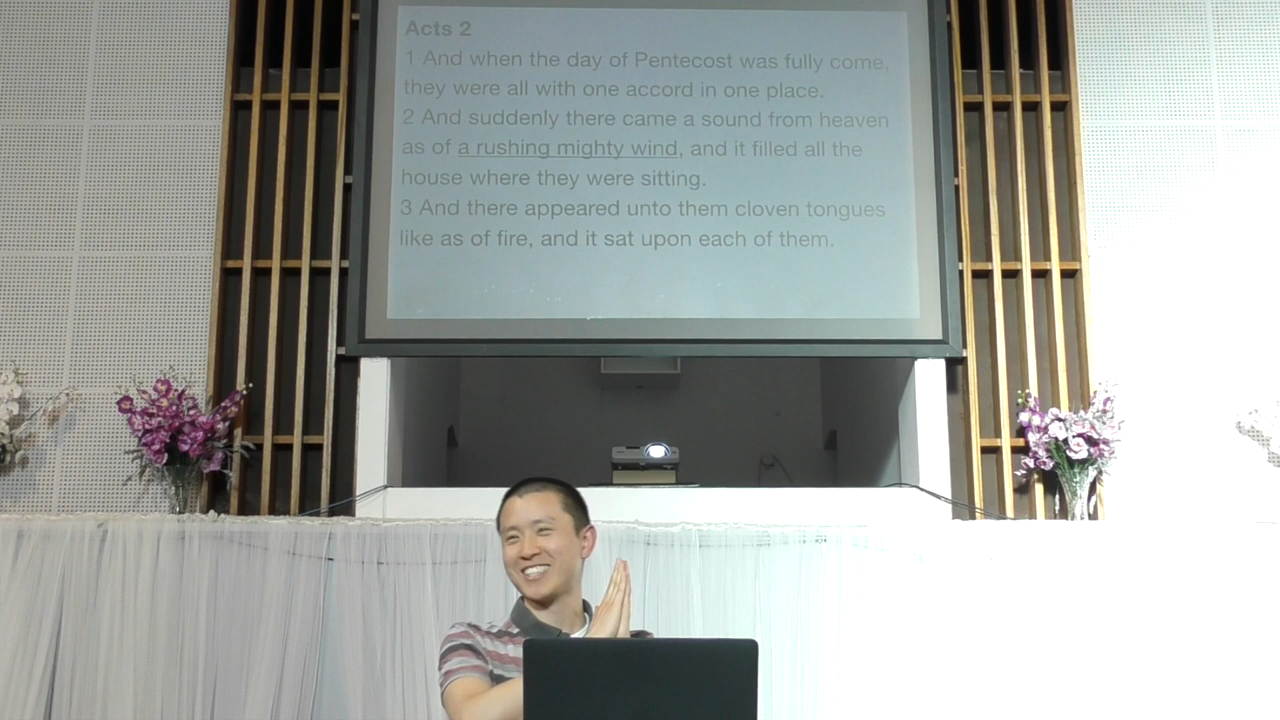 Acts 2
1 And when the day of Pentecost was fully come,
they were all with one accord in one place.
2 And suddenly there came a sound from heaven
as of a rushing mighty wind, and it filled all the
house where they were sitting.
3 And there appeared unto them cloven tongues
like as of fire, and it sat upon each of them.